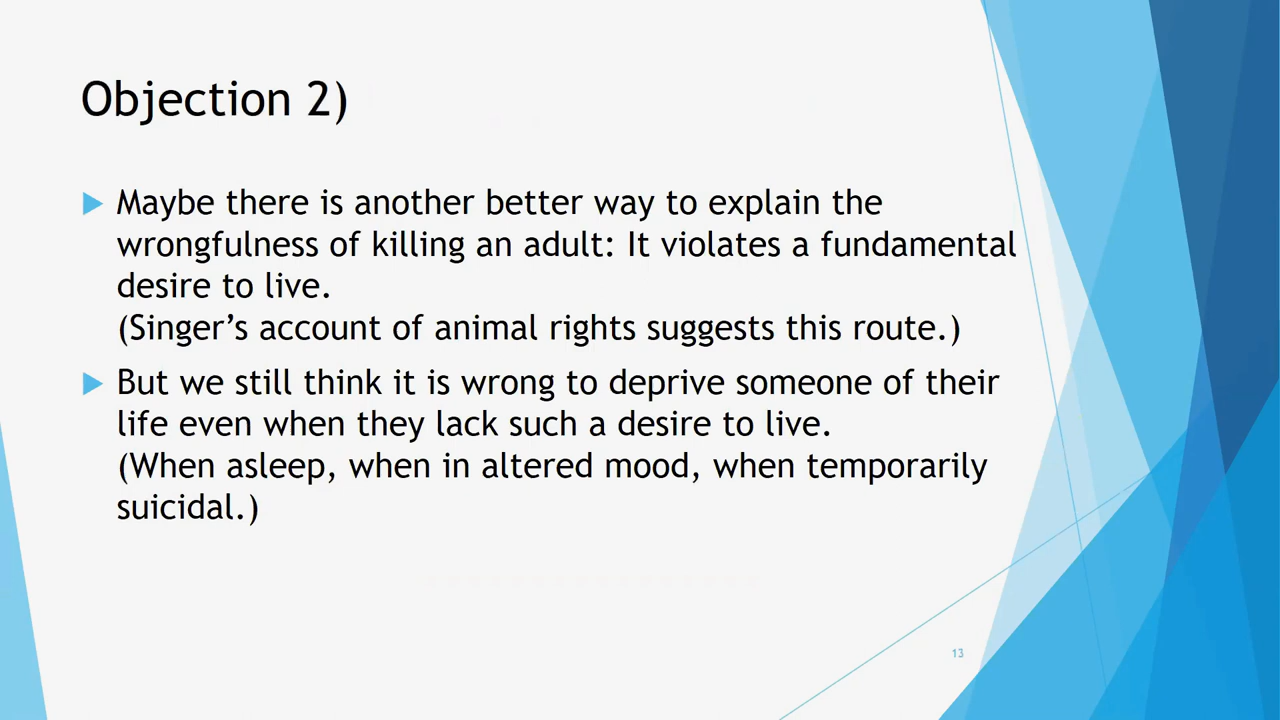 Objection 2)
Maybe there is another better way to explain the
wrongfulness of killing an adult: It violates a fundamental
desire to live.
(Singer’s account of animal rights suggests this route.)
But we still think it is wrong to deprive someone of their
life even when they lack such a desire to live.
(When asleep, when in altered mood, when temporarily
suicidal.)
13